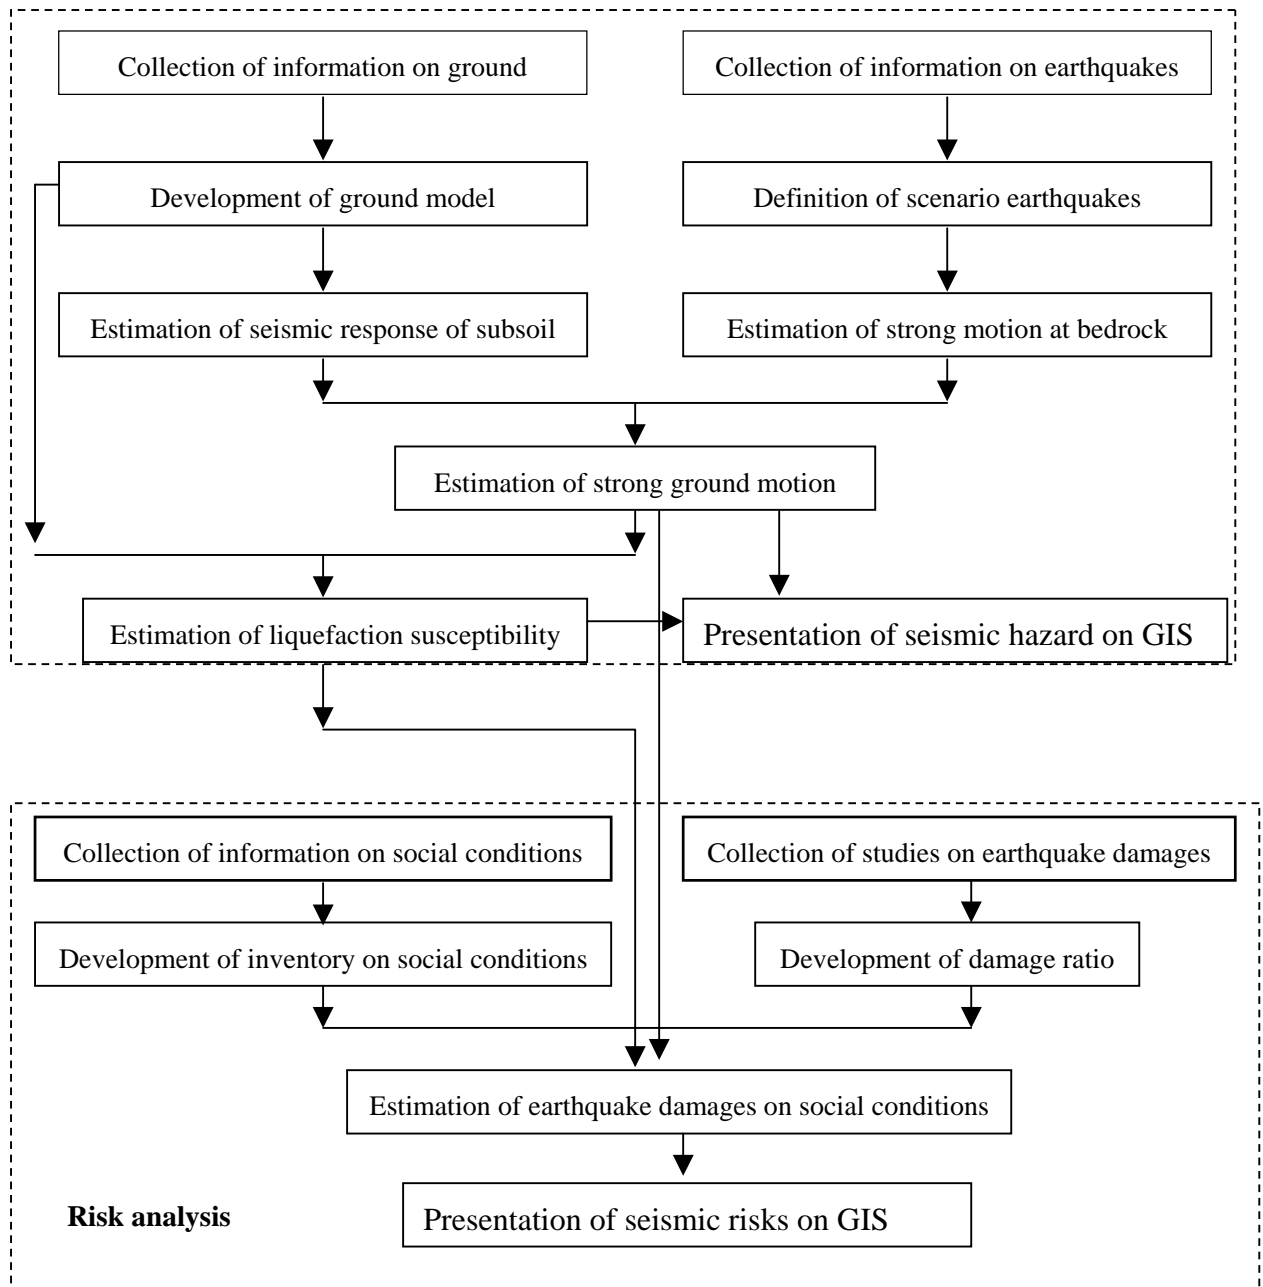 Collection of information on ground
Collection of information on earthquakes
Development of ground model
Definition of scenario earthquakes
Estimation of seismic response of subsoil
Estimation of strong motion at bedrock
Estimation of strong ground motion
Estimation of liquefaction susceptibility
Presentation of seismic hazard on GIS
Collection of information on social conditions
Collection of studies on earthquake damages
Development of inventory on social conditions
Development of damage ratio
Estimation of earthquake damages on social conditions
Risk analysis
Presentation of seismic risks on GIS